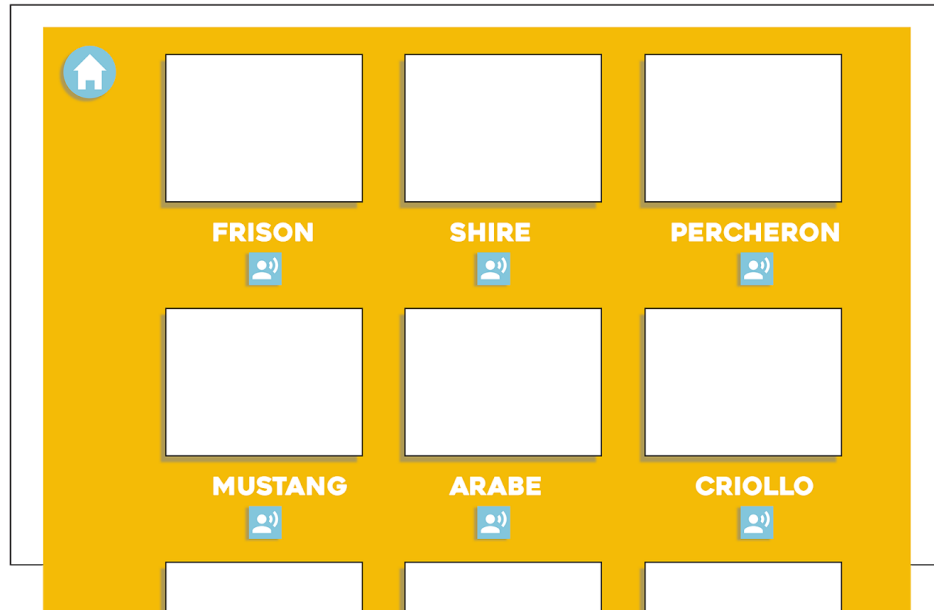 FRISON
SHIRE
PERCHERON
MUSTANG
ARABE
CRIOLLO